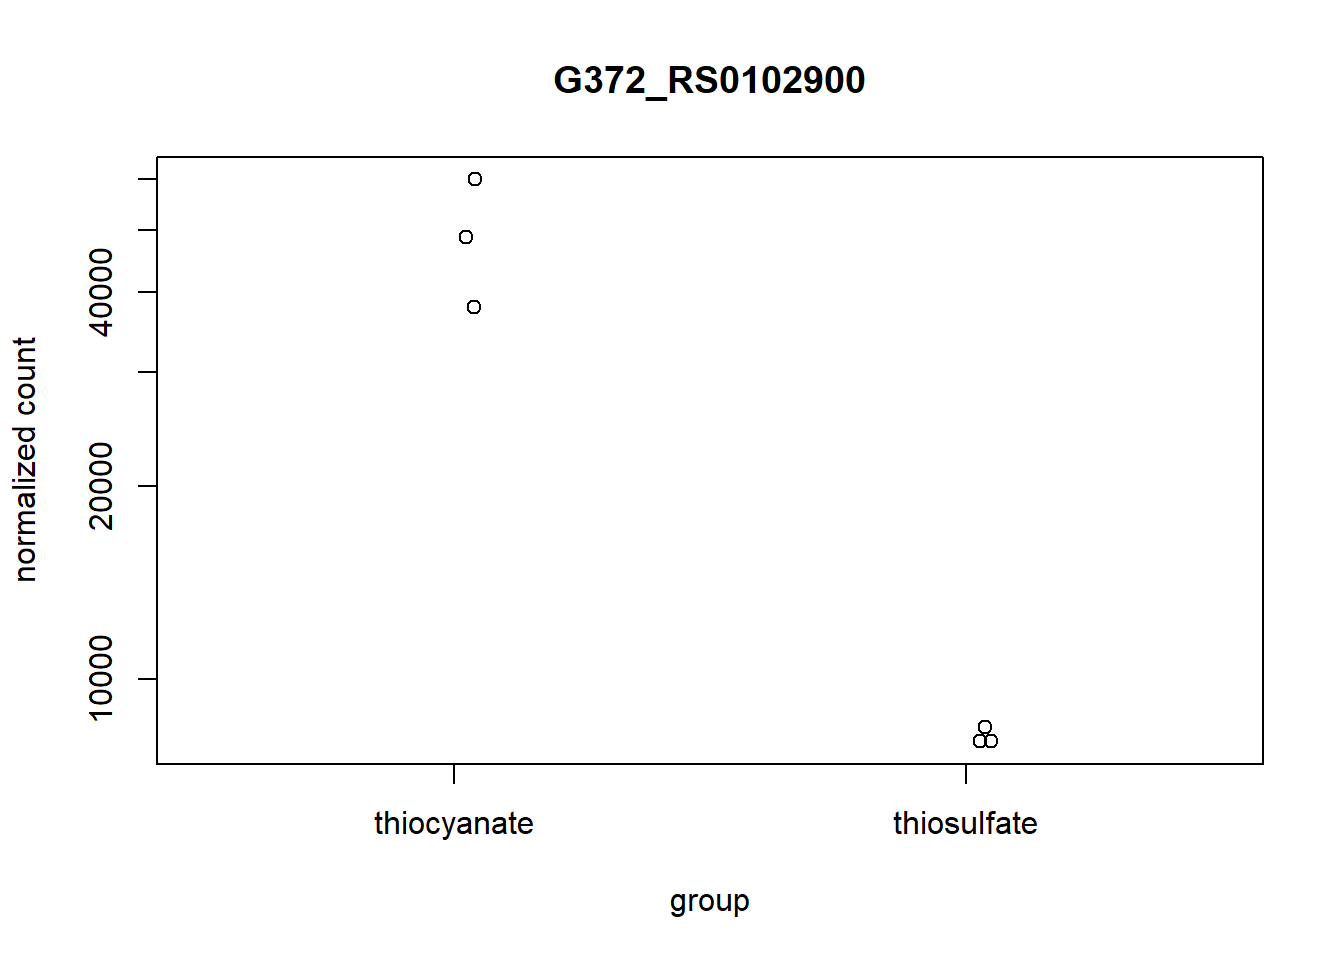 G372_RS0102900
normalized count
40000
20000
10000
thiocyanate
thiosulfate
group